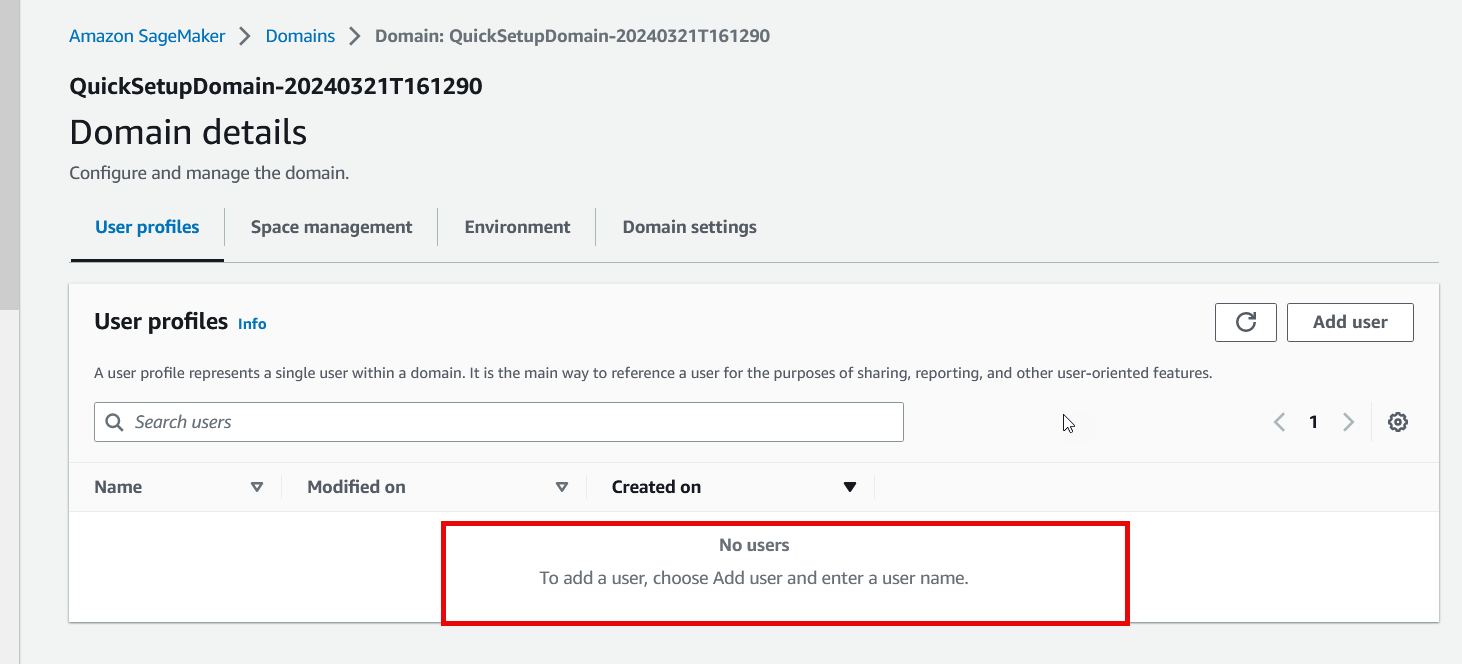 Amazon SageMaker > Domains > Domain: QuickSetupDomain-20240321T161290
QuickSetupDomain-20240321T161290
Domain details
Configure and manage the domain.
User profiles Space management Environment Domain settings
User profiles Info Add user
A user profile represents a single user within a domain. It is the main way to reference a user for the purposes of sharing, reporting, and other user-oriented features.
Search users 1
Name Modified on Created on
No users
To add a user, choose Add user and enter a user name.